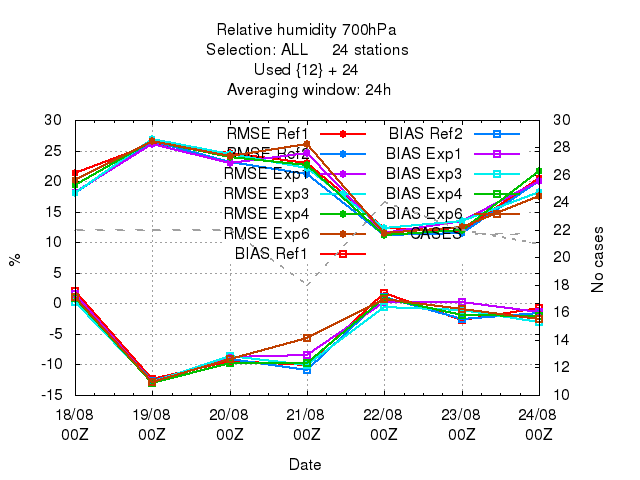 Relative humidity 700hPa
Selection: ALL 24 stations
Used {12} + 24
Averaging window: 24h
30 RMSE Ref1 BIAS Ref2 30
RMSE Ref2 BIAS Exp1 28
25 RMSE Exp1 BIAS Exp3 26
20 RMSE Exp3 BIAS Exp4 24
15 RMSE Exp4 BIAS Exp6 22
10 RMSE Exp6 CASES 20
5 BIAS Ref1 18
0 16
-5 14
-10 12
-15 10
%
No cases
18/08 19/08 20/08 21/08 22/08 23/08 24/08
00Z 00Z 00Z 00Z 00Z 00Z 00Z
Date